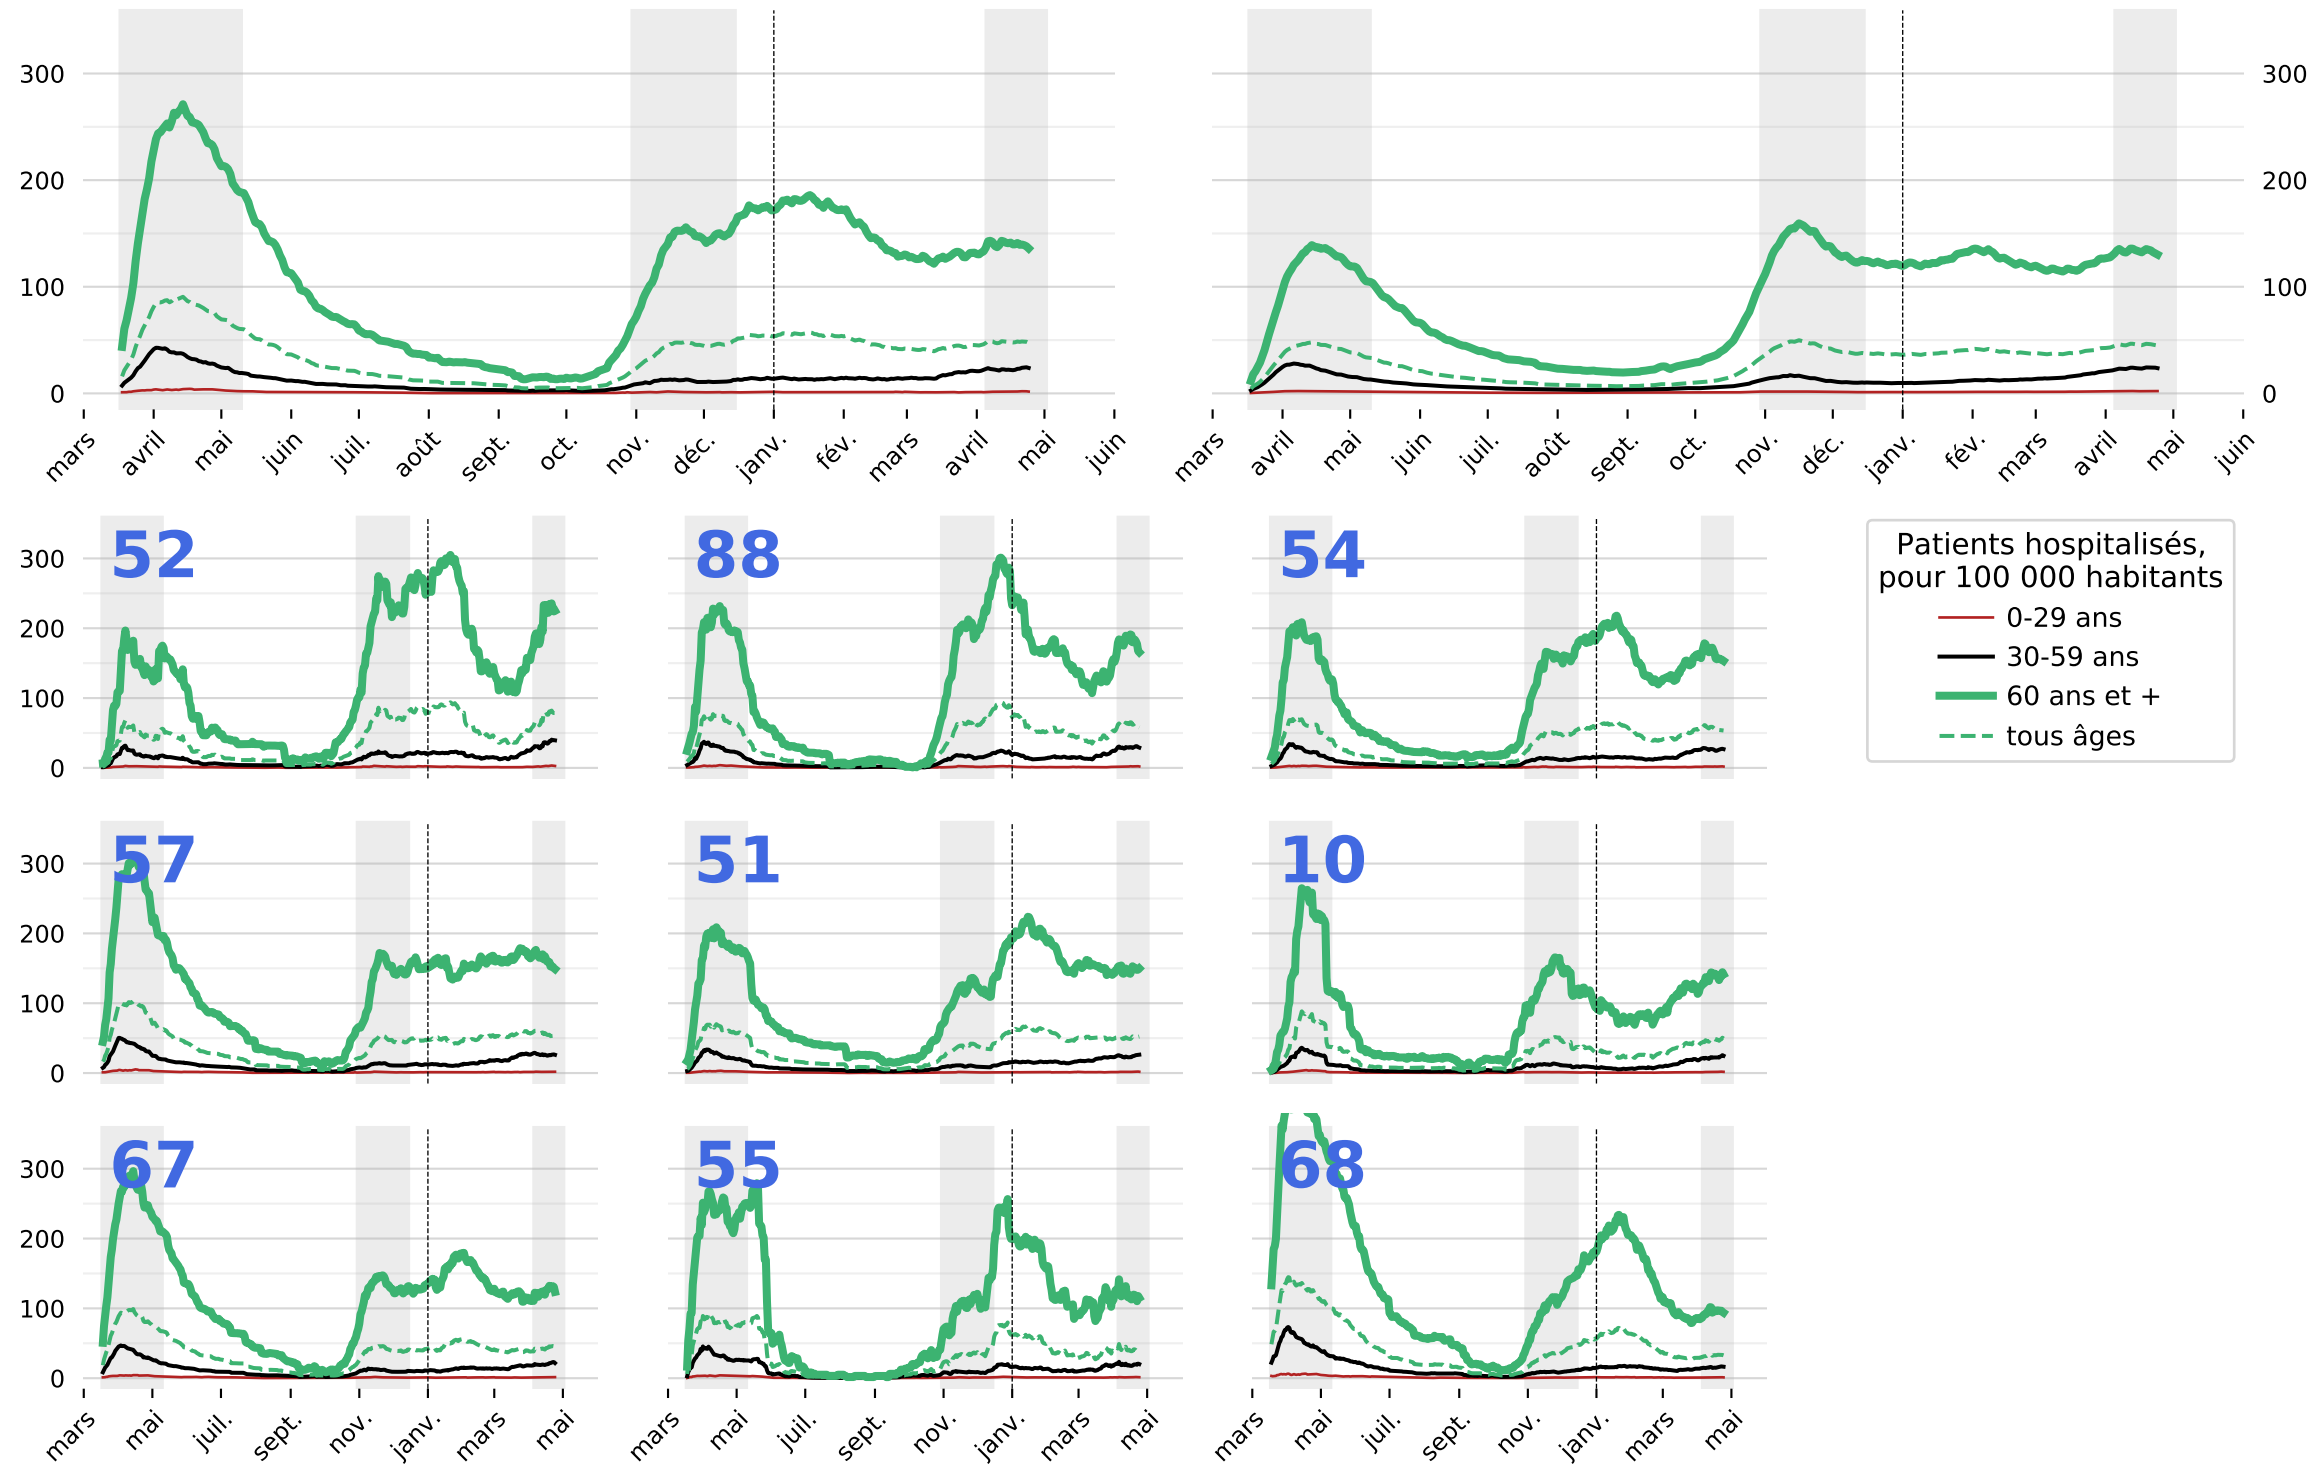 300
200
100
0
mars avril mai juin juil. août sept. oct. nov. déc. janv. fév. mars avril mai juin
300
200
100
0
mars avril mai juin juil. août sept. oct. nov. déc. janv. fév. mars avril mai juin
52
88
54
300
200
100
0
Patients hospitalisés,
pour 100 000 habitants
0-29 ans
30-59 ans
60 ans et +
tous âges
57
51
10
300
200
100
0
67
55
68
300
200
100
0
mars mai juil. sept. nov. janv. mars mai
mars mai juil. sept. nov. janv. mars mai
mars mai juil. sept. nov. janv. mars mai